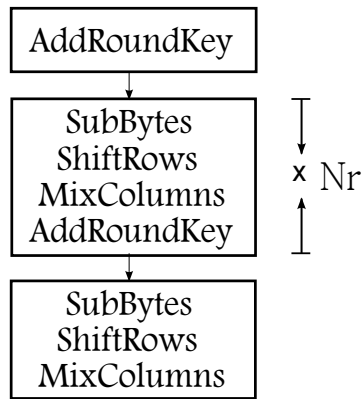 AddRoundKey
SubBytes
ShiftRows
MixColumns
AddRoundKey
x Nr
SubBytes
ShiftRows
MixColumns